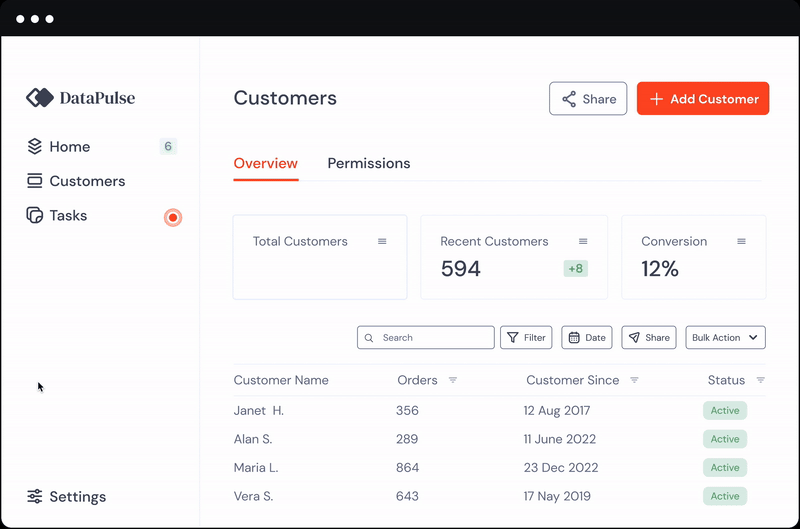 DataPulse
Home 6
Customers
Tasks
Settings
Customers
Share
Add Customer
Overview Permissions
Total Customers
Recent Customers
594 +8
Conversion
12%
Search Filter Date Share Bulk Action
Customer Name Orders Customer Since Status
Janet H. 356 12 Aug 2017 Active
Alan S. 289 11 June 2022 Active
Maria L. 864 23 Dec 2022 Active
Vera S. 643 17 Nay 2019 Active